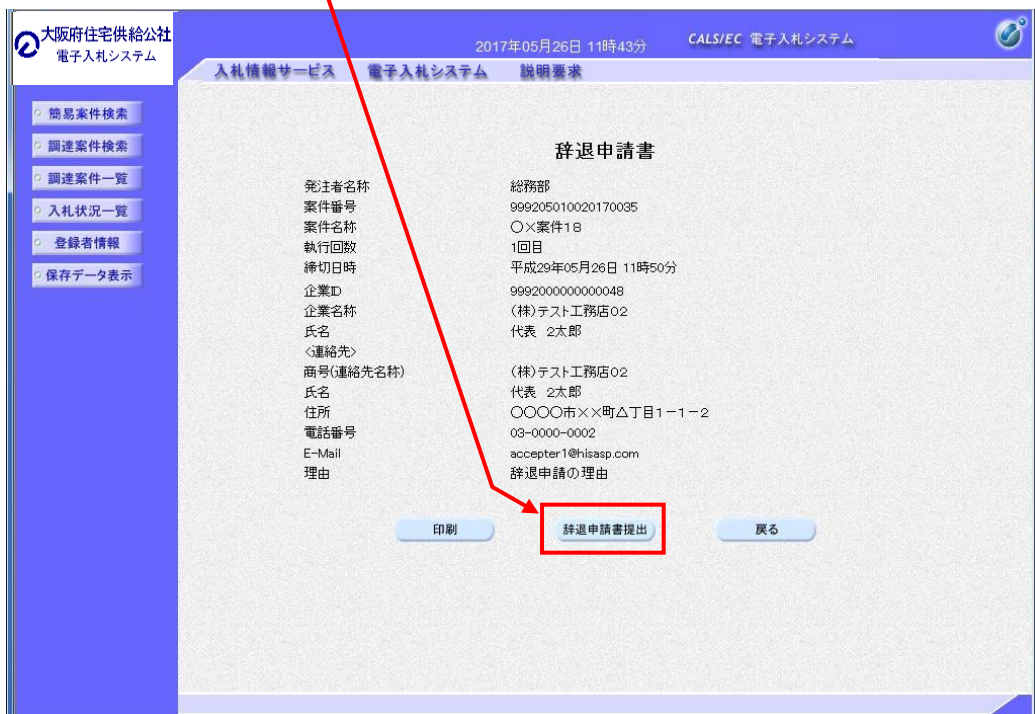 大阪府住宅供給公社
電子入札システム
2017年05月26日 11時43分
CALS/EC 電子入札システム
入札情報サービス 電子入札システム 説明要求
簡易案件検索
調達案件検索
調達案件一覧
入札状況一覧
登録者情報
保存データ表示
辞退申請書
発注者名称 総務部
案件番号 999205010020170035
案件名称 〇×案件18
執行回数 1回目
締切日時 平成29年05月26日 11時50分
企業ID 9992000000000048
企業名称 (株)テスト工務店02
氏名 代表 2太郎
<連絡先>
商号(連絡先名称) (株)テスト工務店02
氏名 代表 2太郎
住所 〇〇〇〇市××町△丁目1-1-2
電話番号 03-0000-0002
E-Mail accepter1@hisasp.com
理由 辞退申請の理由
印刷 辞退申請書提出 戻る